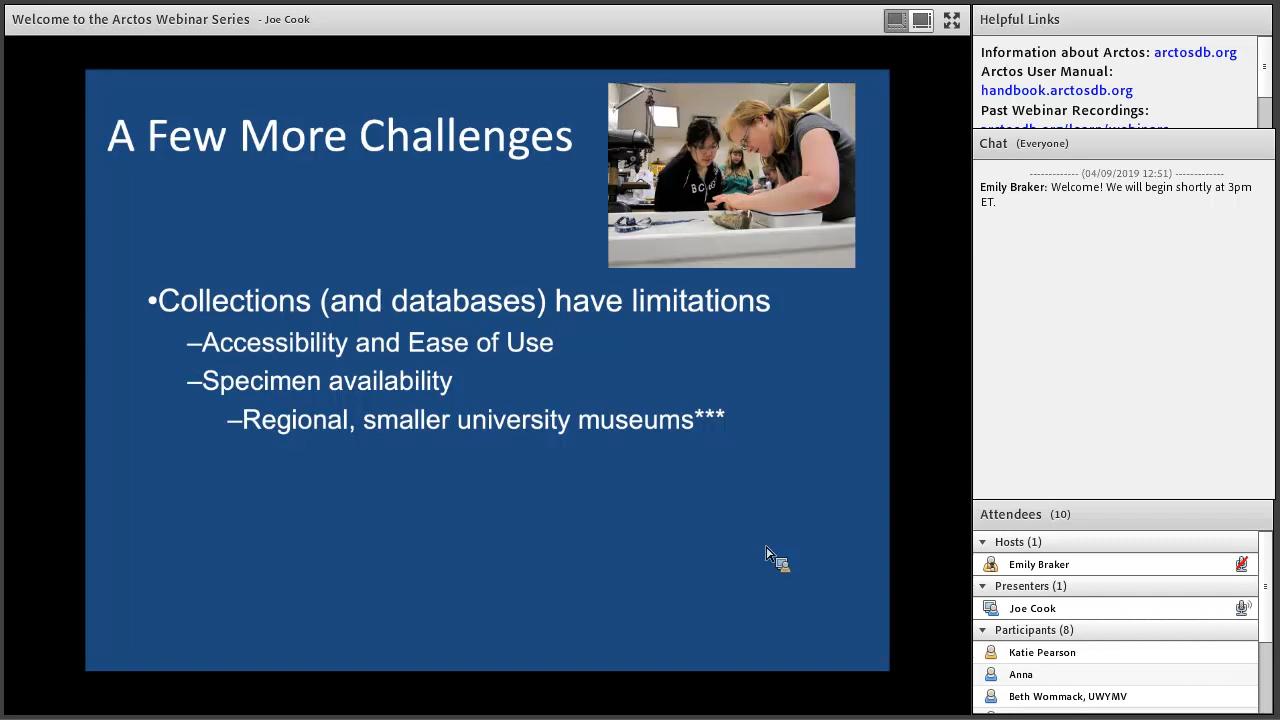 Welcome to the Arctos Webinar Series - Joe Cook
A Few More Challenges
•Collections (and databases) have limitations
–Accessibility and Ease of Use
–Specimen availability
–Regional, smaller university museums***
Helpful Links
Information about Arctos: arctosdb.org
Arctos User Manual:
handbook.arctosdb.org
Past Webinar Recordings:
arctosdb.org/learn/webinars
Chat (Everyone)
------------- (04/09/2019 12:51) -------------
Emily Braker: Welcome! We will begin shortly at 3pm
ET.
Attendees (10)
Hosts (1)
Emily Braker
Presenters (1)
Joe Cook
Participants (8)
Katie Pearson
Anna
Beth Wommack, UWYMV